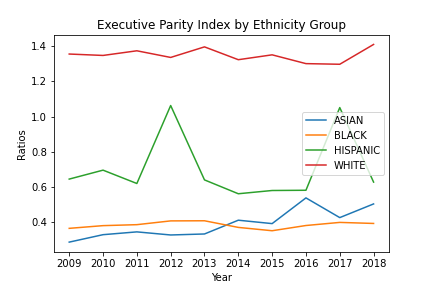 Executive Parity Index by Ethnicity Group
Ratios
1.4
1.2
1.0
0.8
0.6
0.4
ASIAN
BLACK
HISPANIC
WHITE
2009 2010 2011 2012 2013 2014 2015 2016 2017 2018
Year